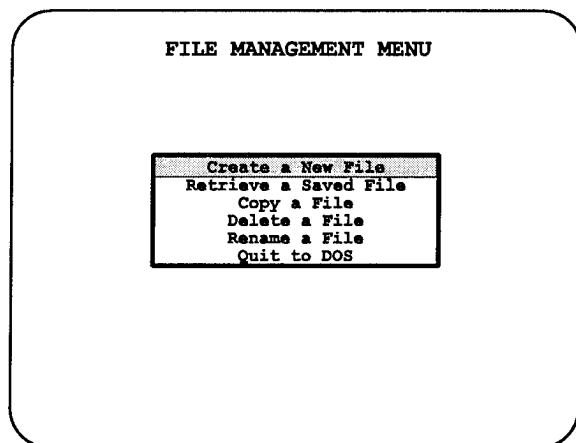 FILE MANAGEMENT MENU
Create a New File
Retrieve a Saved File
Copy a File
Delete a File
Rename a File
Quit to DOS